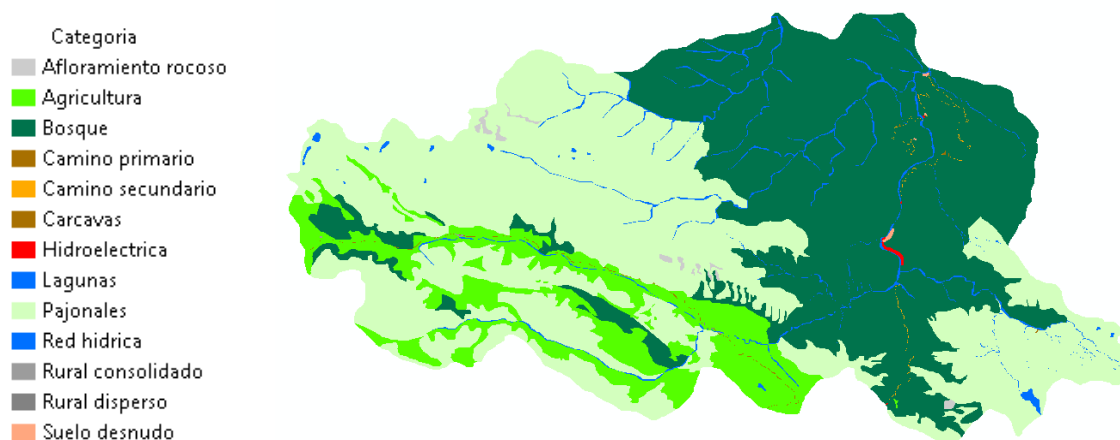 Categoria
Afloramiento rocoso
Agricultura
Bosque
Camino primario
Camino secundario
Carcavas
Hidroelectrica
Lagunas
Pajonales
Red hidrica
Rural consolidado
Rural disperso
Suelo desnudo